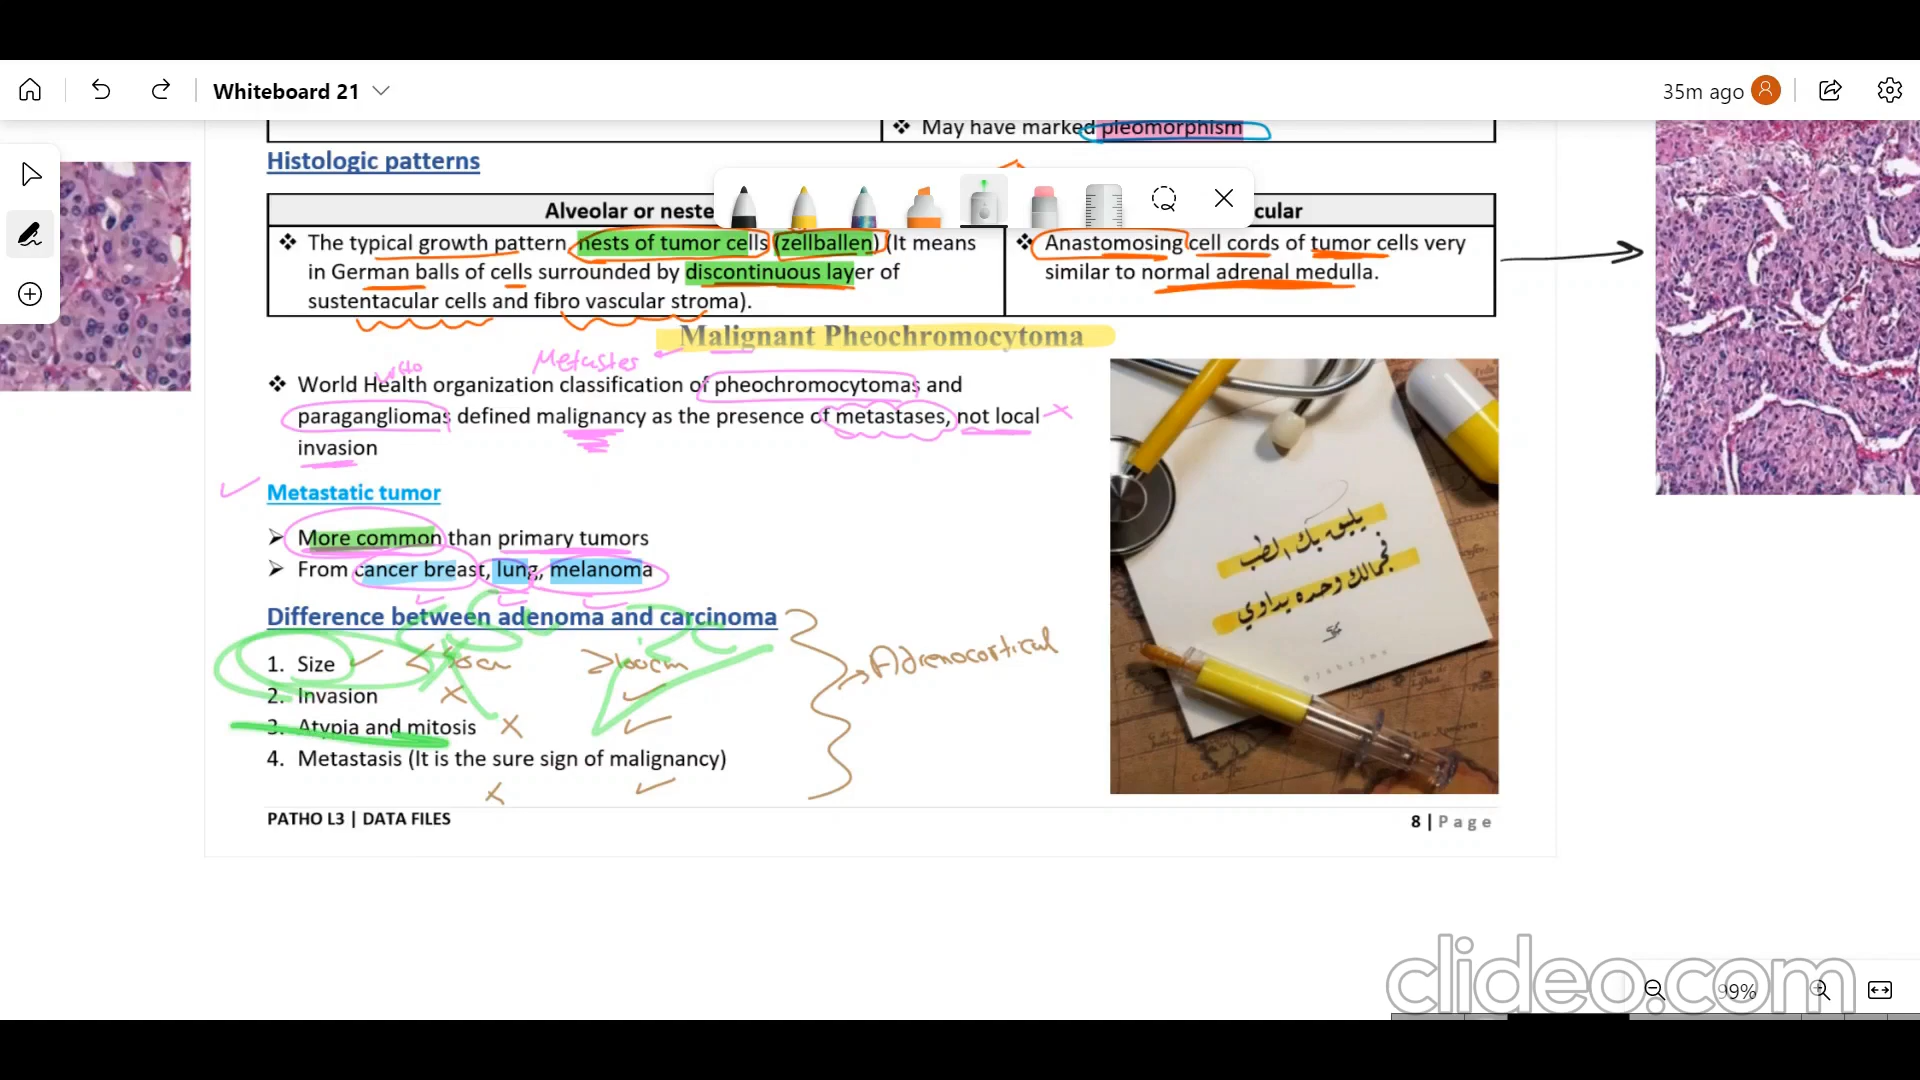 Whiteboard 21
35m ago
May have marked pleomorphism
Histologic patterns
Alveolar or neste
cular
The typical growth pattern nests of tumor cells (zellballen) (It means
in German balls of cells surrounded by discontinuous layer of
sustentacular cells and fibro vascular stroma).
Anastomosing cell cords of tumor cells very
similar to normal adrenal medulla.
Malignant Pheochromocytoma
Metastes
World Health organization classification of pheochromocytomas and
paragangliomas defined malignancy as the presence of metastases, not local
invasion
Metastatic tumor
More common than primary tumors
From cancer breast, lung, melanoma
Difference between adenoma and carcinoma
1. Size
2. Invasion
3. Atypia and mitosis
4. Metastasis (It is the sure sign of malignancy)
Adrenocortical
يليق بك الطب
فجمالك وحده يداوي
PATHO L3 | DATA FILES
8 | Page
clideo.com
99%